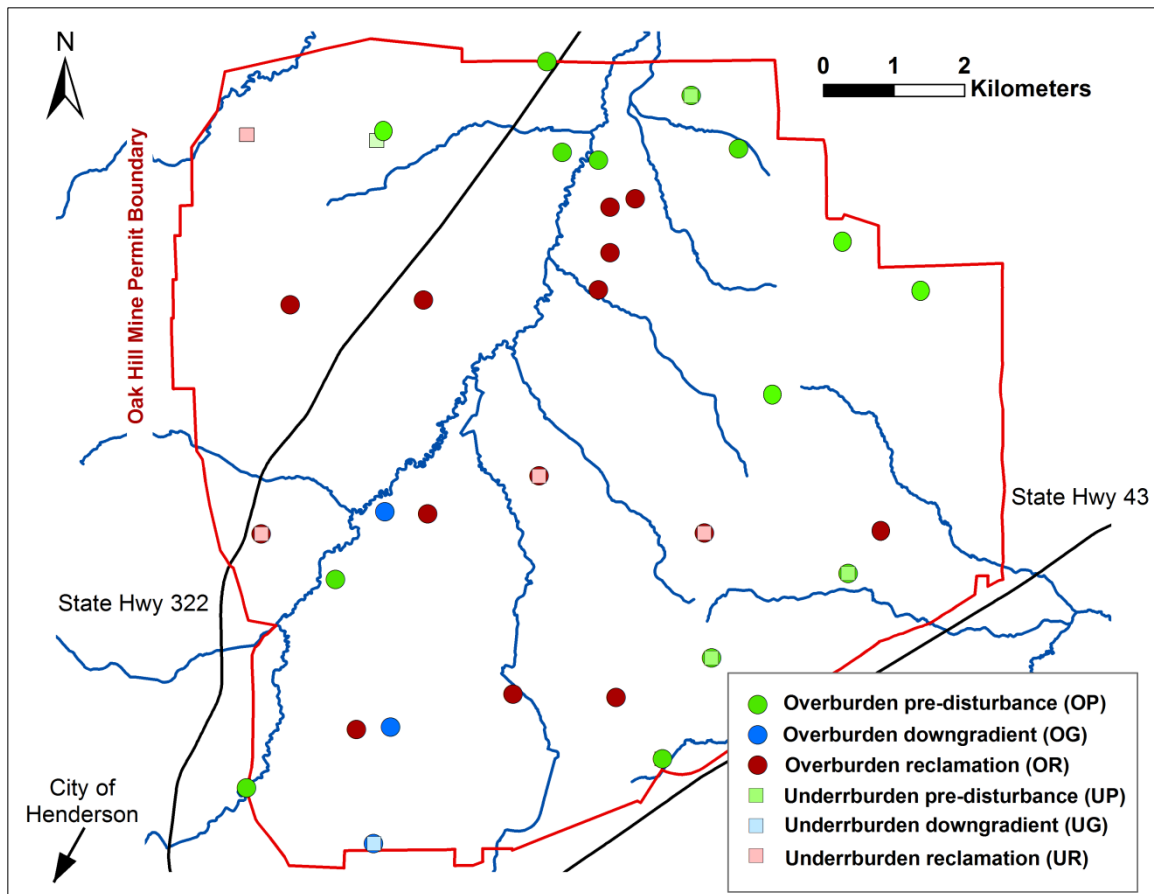 N
0 1 2
Kilometers
Oak Hill Mine Permit Boundary
State Hwy 43
State Hwy 322
City of
Henderson
Overburden pre-disturbance (OP)
Overburden downgradient (OG)
Overburden reclamation (OR)
Underrburden pre-disturbance (UP)
Underrburden downgradient (UG)
Underrburden reclamation (UR)